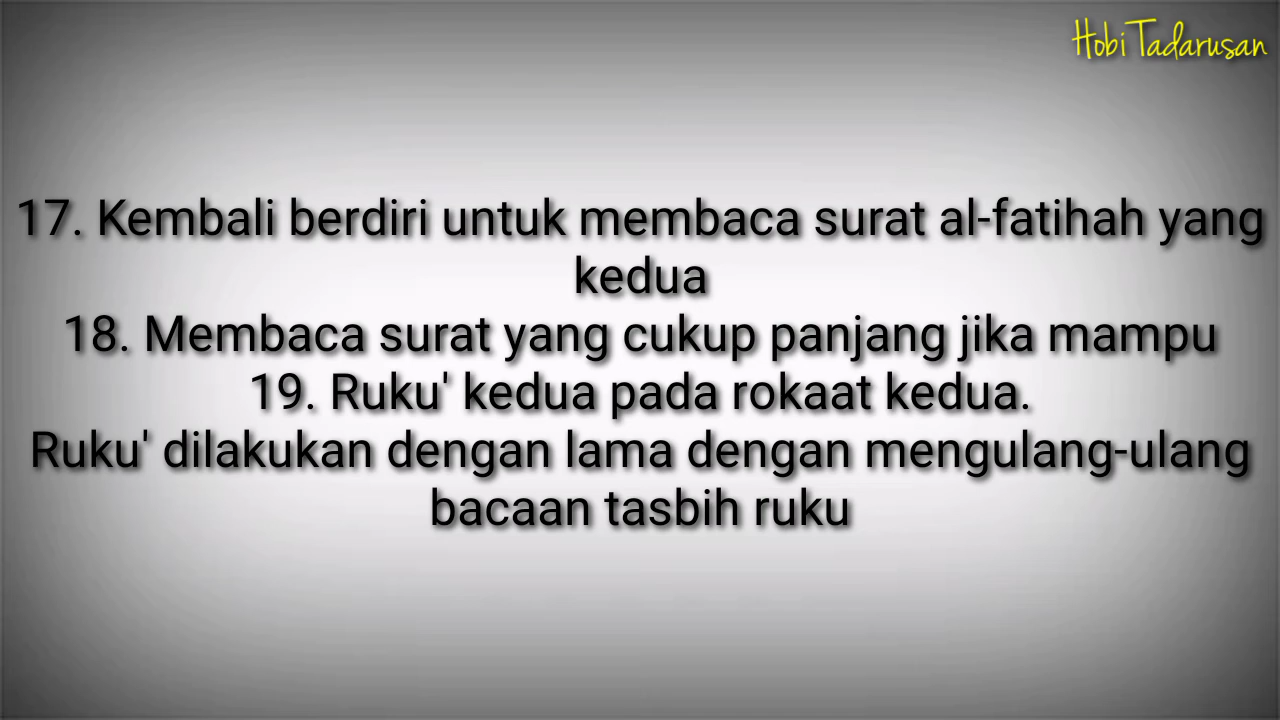 Hobi Tadarusan
17. Kembali berdiri untuk membaca surat al-fatihah yang
kedua
18. Membaca surat yang cukup panjang jika mampu
19. Ruku' kedua pada rokaat kedua.
Ruku' dilakukan dengan lama dengan mengulang-ulang
bacaan tasbih ruku